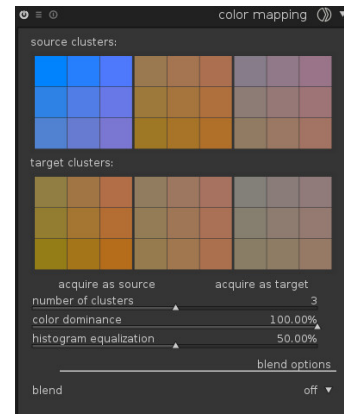 color mapping
source clusters:
target clusters:
acquire as source acquire as target
number of clusters 3
color dominance 100.00%
histogram equalization 50.00%
blend options
blend off